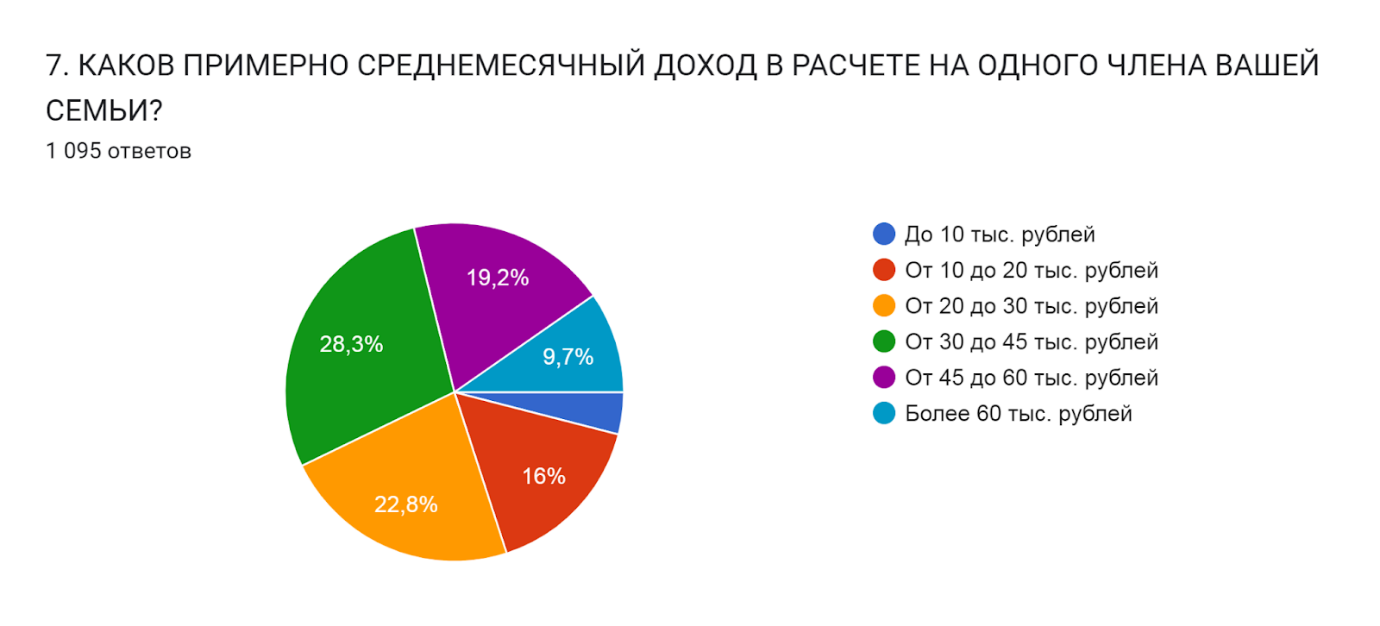 7. КАКОВ ПРИМЕРНО СРЕДНЕМЕСЯЧНЫЙ ДОХОД В РАСЧЕТЕ НА ОДНОГО ЧЛЕНА ВАШЕЙ
СЕМЬИ?
1 095 ответов
19,2%
28,3%
9,7%
16%
22,8%
До 10 тыс. рублей
От 10 до 20 тыс. рублей
От 20 до 30 тыс. рублей
От 30 до 45 тыс. рублей
От 45 до 60 тыс. рублей
Более 60 тыс. рублей